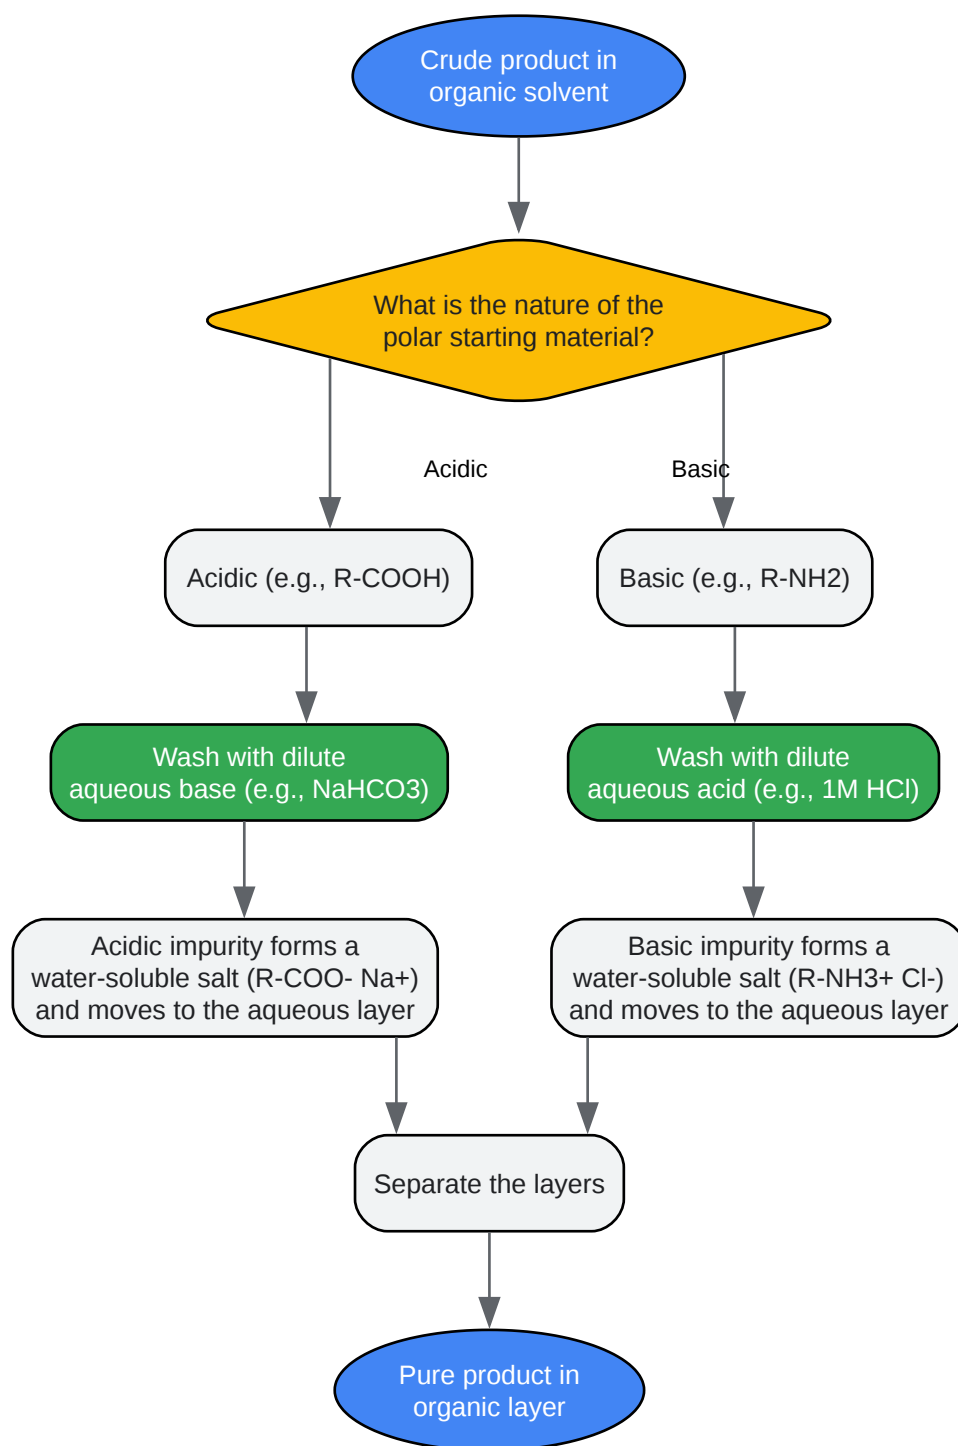 Crude product in
organic solvent
What is the nature of the
polar starting material?
Acidic
Basic
Acidic (e.g., R-COOH)
Basic (e.g., R-NH2)
Wash with dilute
aqueous base (e.g., NaHCO3)
Wash with dilute
aqueous acid (e.g., 1M HCl)
Acidic impurity forms a
water-soluble salt (R-COO- Na+)
and moves to the aqueous layer
Basic impurity forms a
water-soluble salt (R-NH3+ Cl-)
and moves to the aqueous layer
Separate the layers
Pure product in
organic layer